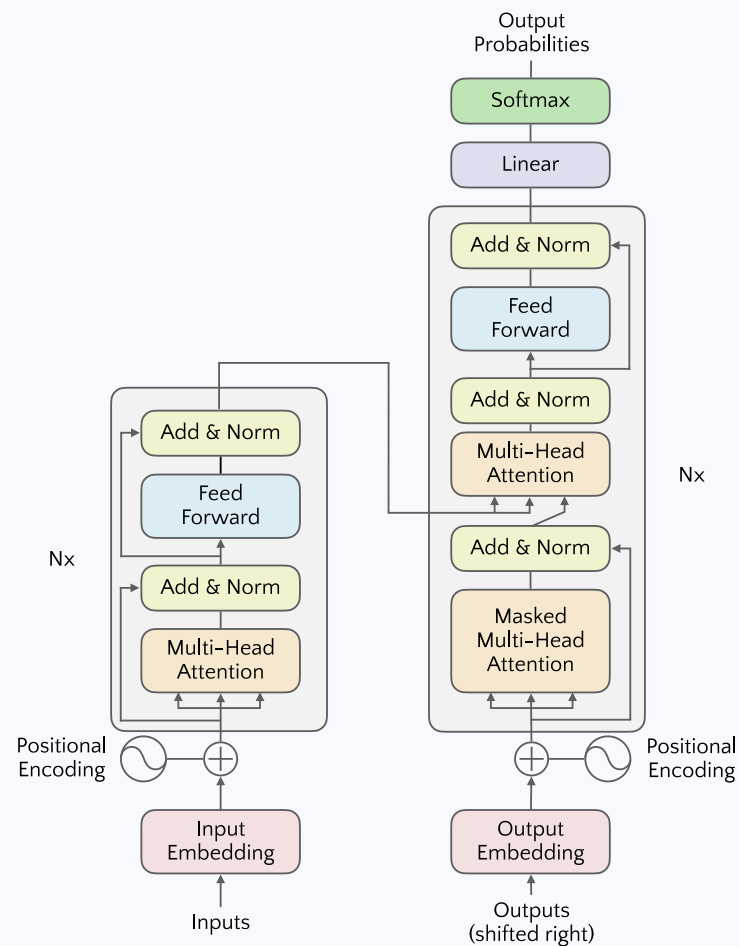 Output
Probabilities
Softmax
Linear
Add & Norm
Feed
Forward
Add & Norm
Multi-Head
Attention
Nx
Add & Norm
Masked
Multi-Head
Attention
Positional
Encoding
Output
Embedding
Outputs
(shifted right)
Add & Norm
Feed
Forward
Nx
Add & Norm
Multi-Head
Attention
Positional
Encoding
Input
Embedding
Inputs